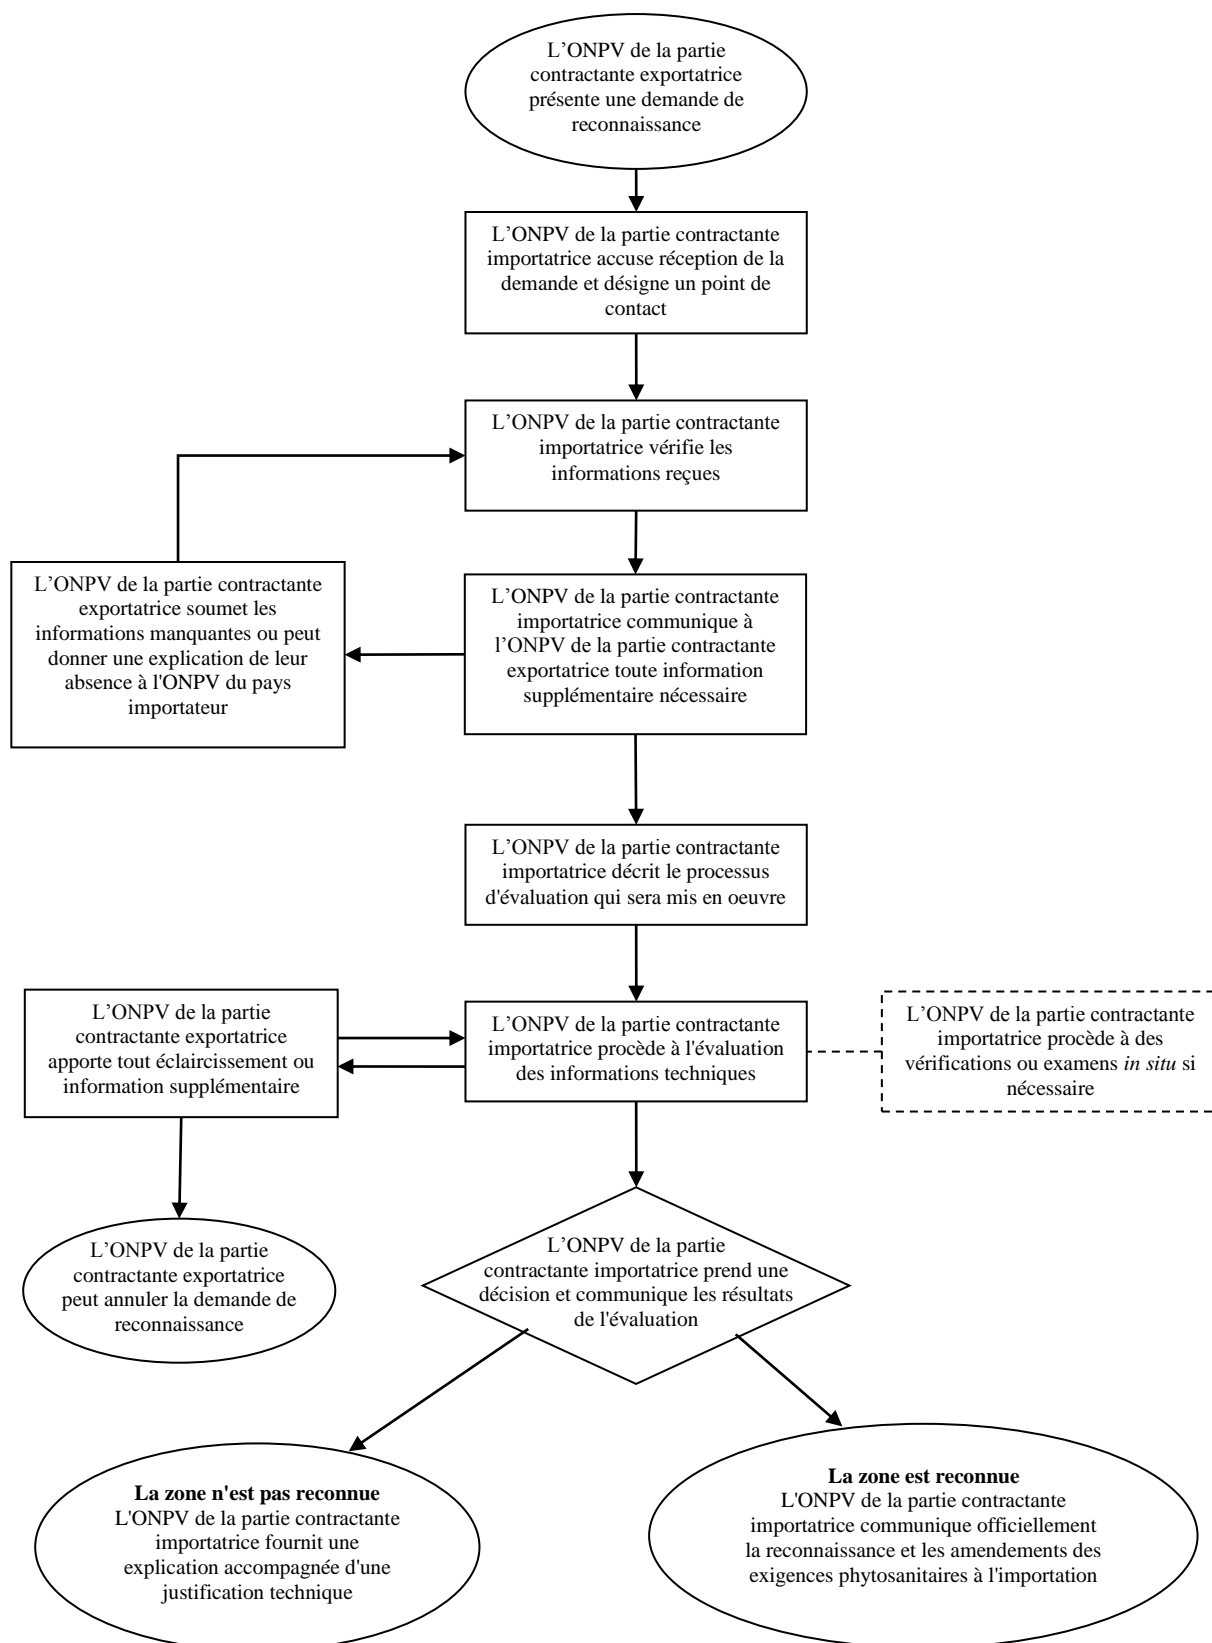 L’ONPV de la partie
contractante exportatrice
présente une demande de
reconnaissance
L’ONPV de la partie contractante
importatrice accuse réception de la
demande et désigne un point de
contact
L’ONPV de la partie contractante
importatrice vérifie les
informations reçues
L’ONPV de la partie contractante
exportatrice soumet les
informations manquantes ou peut
donner une explication de leur
absence à l'ONPV du pays
importateur
L’ONPV de la partie contractante
importatrice communique à
l’ONPV de la partie contractante
exportatrice toute information
supplémentaire nécessaire
L’ONPV de la partie contractante
importatrice décrit le processus
d'évaluation qui sera mis en oeuvre
L’ONPV de la partie
contractante exportatrice
apporte tout éclaircissement ou
information supplémentaire
L’ONPV de la partie contractante
importatrice procède à l'évaluation
des informations techniques
L’ONPV de la partie contractante
importatrice procède à des
vérifications ou examens in situ si
nécessaire
L’ONPV de la partie
contractante exportatrice
peut annuler la demande de
reconnaissance
L’ONPV de la partie
contractante importatrice prend une
décision et communique les résultats
de l'évaluation
La zone n'est pas reconnue
L'ONPV de la partie contractante
importatrice fournit une
explication accompagnée d'une
justification technique
La zone est reconnue
L'ONPV de la partie contractante
importatrice communique officiellement
la reconnaissance et les amendements des
exigences phytosanitaires à l'importation